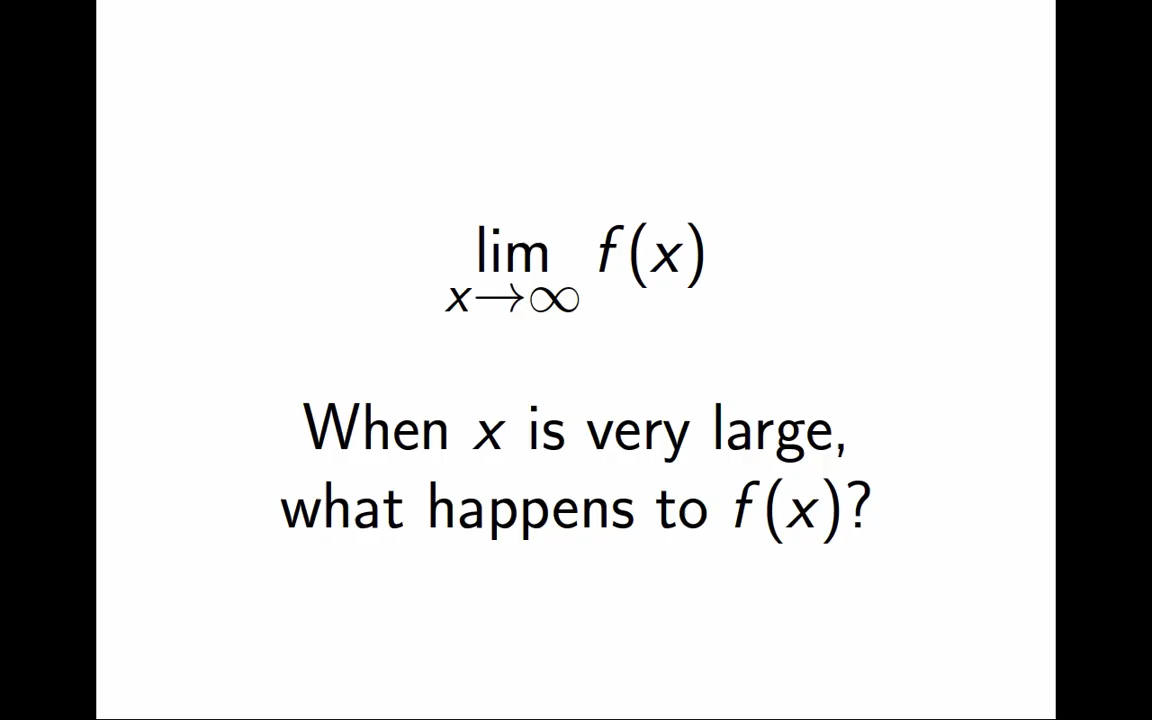 lim f(x)
x→∞
When x is very large,
what happens to f(x)?